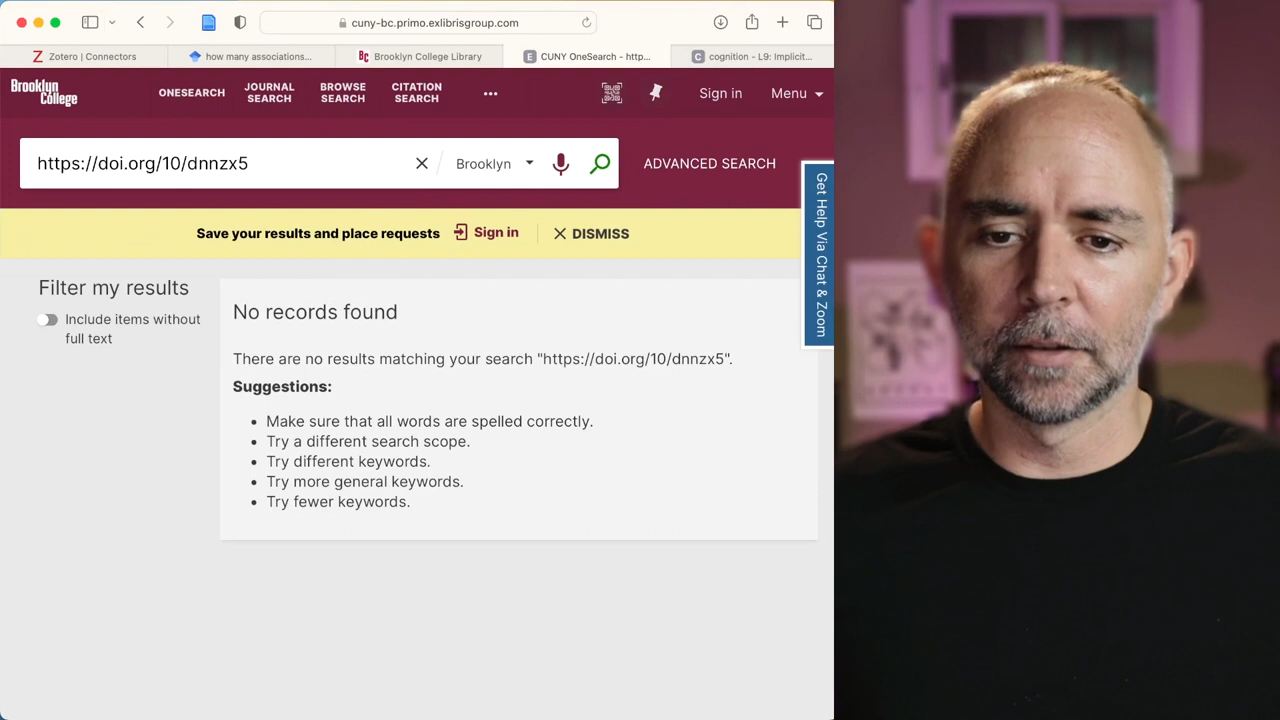 cuny-bc.primo.exlibrisgroup.com
Zotero | Connectors
how many associations...
Brooklyn College Library
CUNY OneSearch - http...
cognition - L9: Implicit...
Brooklyn College
ONESEARCH
JOURNAL SEARCH
BROWSE SEARCH
CITATION SEARCH
Sign in
Menu
https://doi.org/10/dnnzx5
Brooklyn
ADVANCED SEARCH
Get Help Via Chat & Zoom
Save your results and place requests
Sign in
DISMISS
Filter my results
Include items without
full text
No records found
There are no results matching your search "https://doi.org/10/dnnzx5".
Suggestions:
Make sure that all words are spelled correctly.
Try a different search scope.
Try different keywords.
Try more general keywords.
Try fewer keywords.